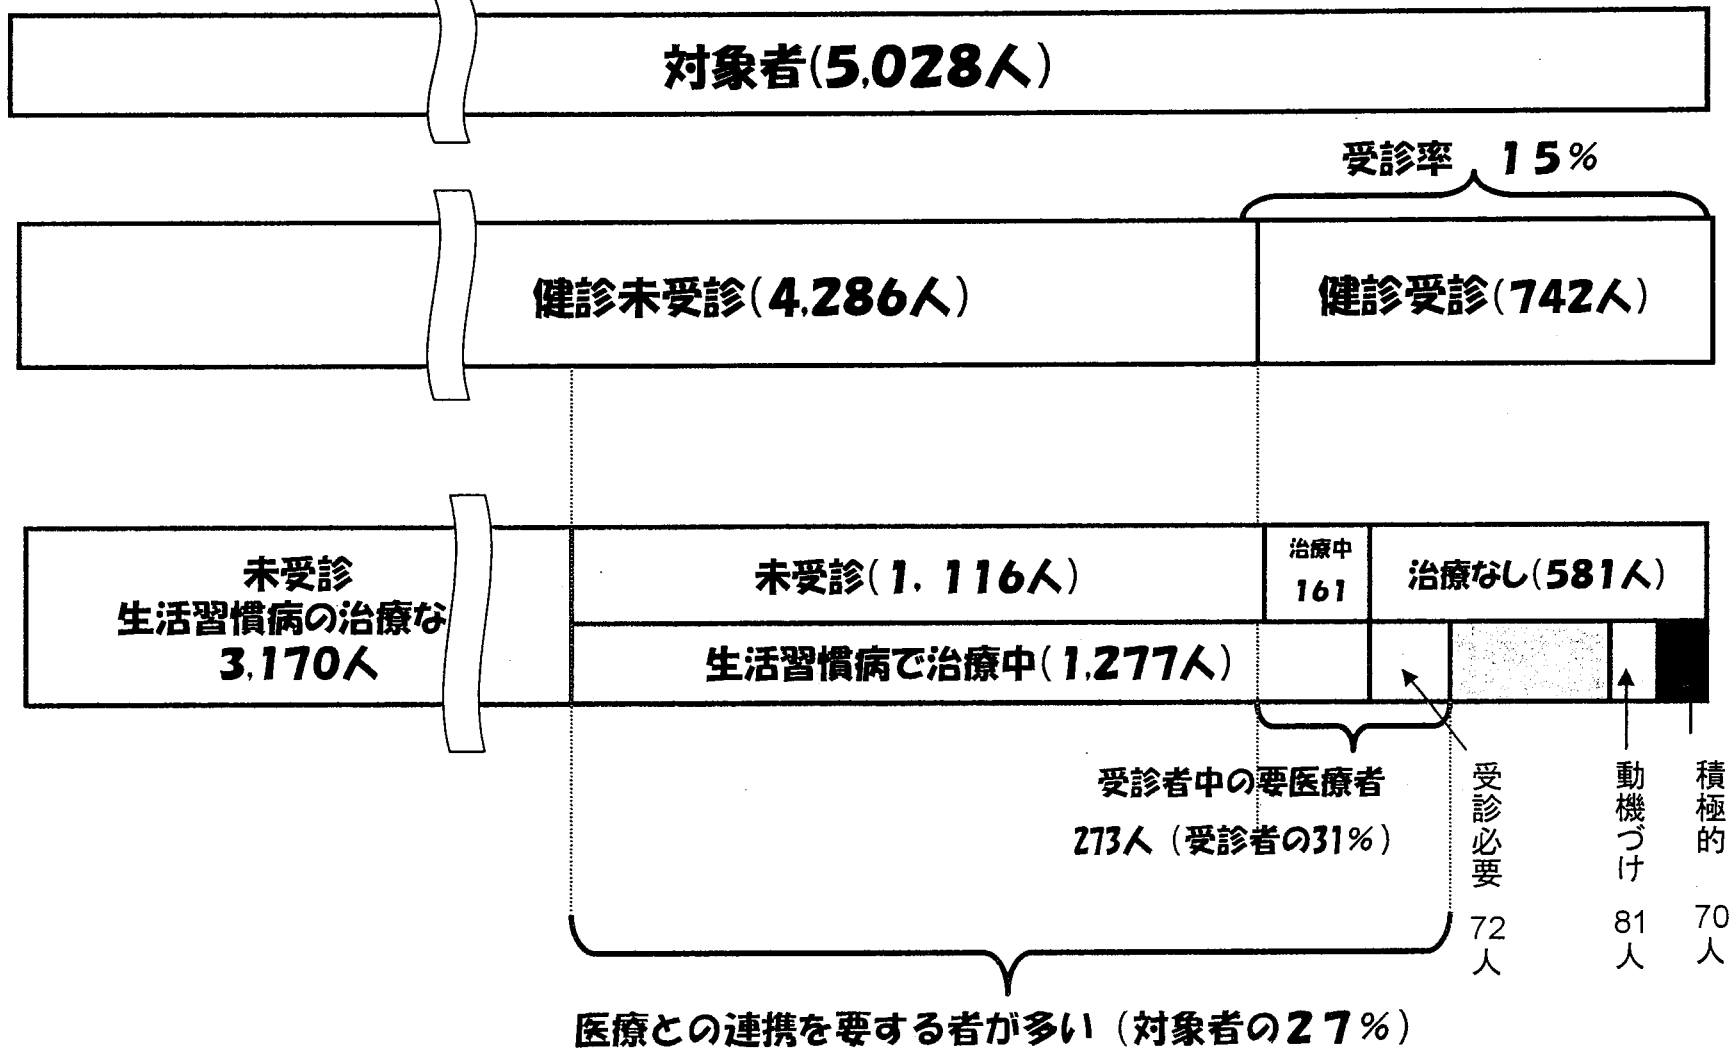 対象者(5,028人)
受診率 15%
健診未受診(4,286人)
健診受診(742人)
未受診
生活習慣病の治療な
3,170人
未受診(1,116人)
治療中
161
治療なし(581人)
生活習慣病で治療中(1,277人)
受診者中の要医療者
273人(受診者の31%)
受診必要 72人
動機づけ 81人
積極的 70人
医療との連携を要する者が多い(対象者の27%)